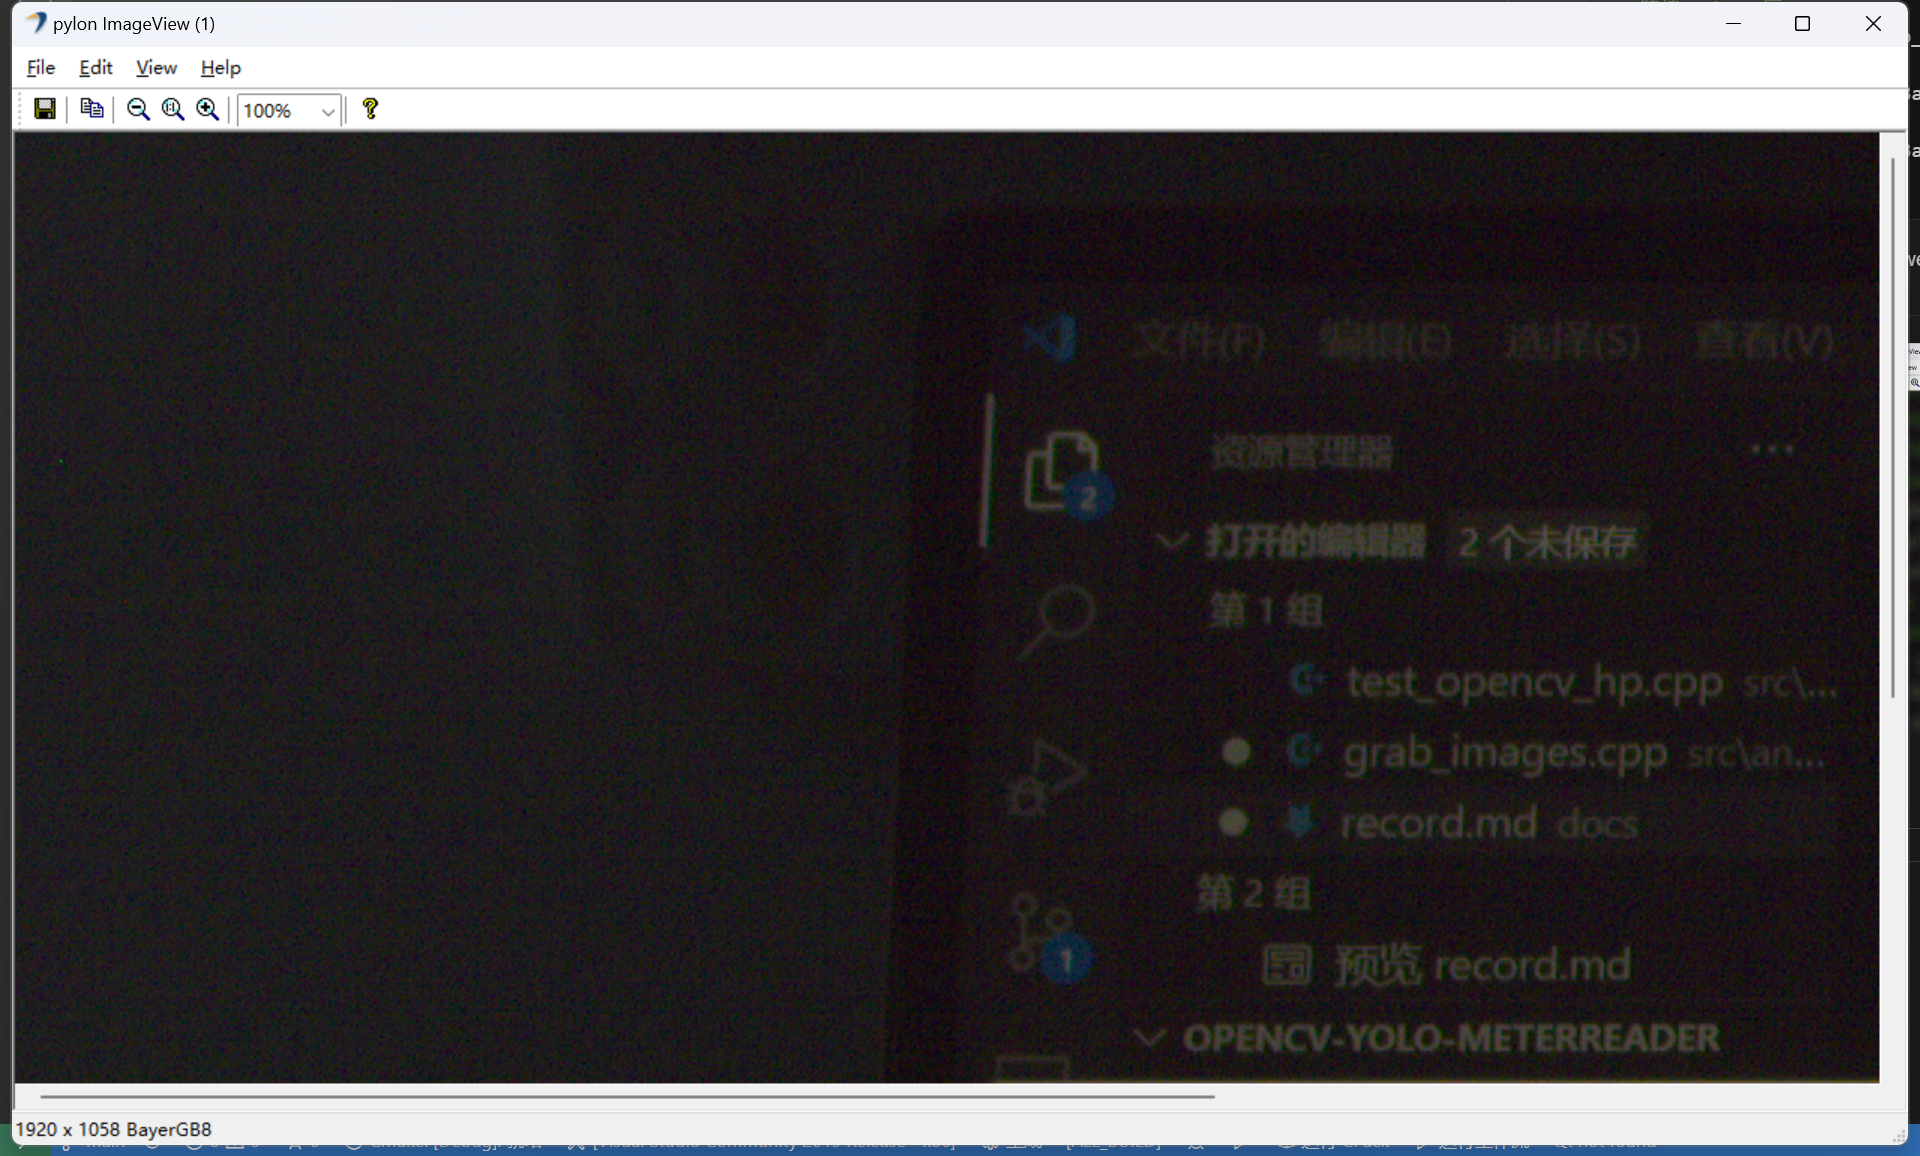 pylon ImageView (1)
File Edit View Help
100%
文件(F) 编辑(E) 选择(S) 查看(V)
资源管理器 ...
2
打开的编辑器 2 个未保存
第 1 组
test_opencv_hp.cpp src\...
grab_images.cpp src\an...
record.md docs
第 2 组
1
预览 record.md
OPENCV-YOLO-METERREADER
1920 x 1058 BayerGB8